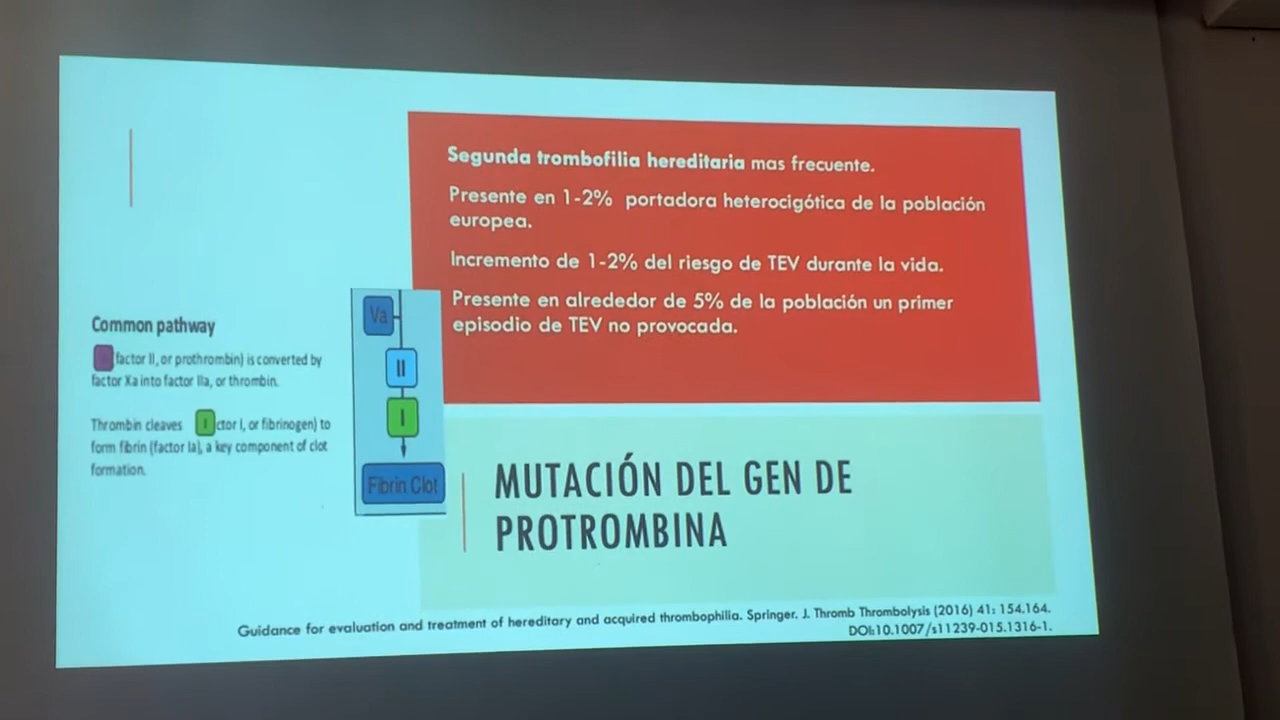 Segunda trombofilia hereditaria mas frecuente.
Presente en 1-2% portadora heterocigótica de la población
europea.
Incremento de 1-2% del riesgo de TEV durante la vida.
Presente en alrededor de 5% de la población un primer
episodio de TEV no provocada.
Common pathway
factor II, or prothrombin) is converted by
factor Xa into factor IIa, or thrombin.
Thrombin cleaves I ctor I, or fibrinogen) to
form fibrin (factor Ia), a key component of clot
formation.
Va
II
I
Fibrin Clot
MUTACIÓN DEL GEN DE
PROTROMBINA
Guidance for evaluation and treatment of hereditary and acquired thrombophilia. Springer. J. Thromb Thrombolysis (2016) 41: 154.164.
DOI:10.1007/s11239-015.1316-1.